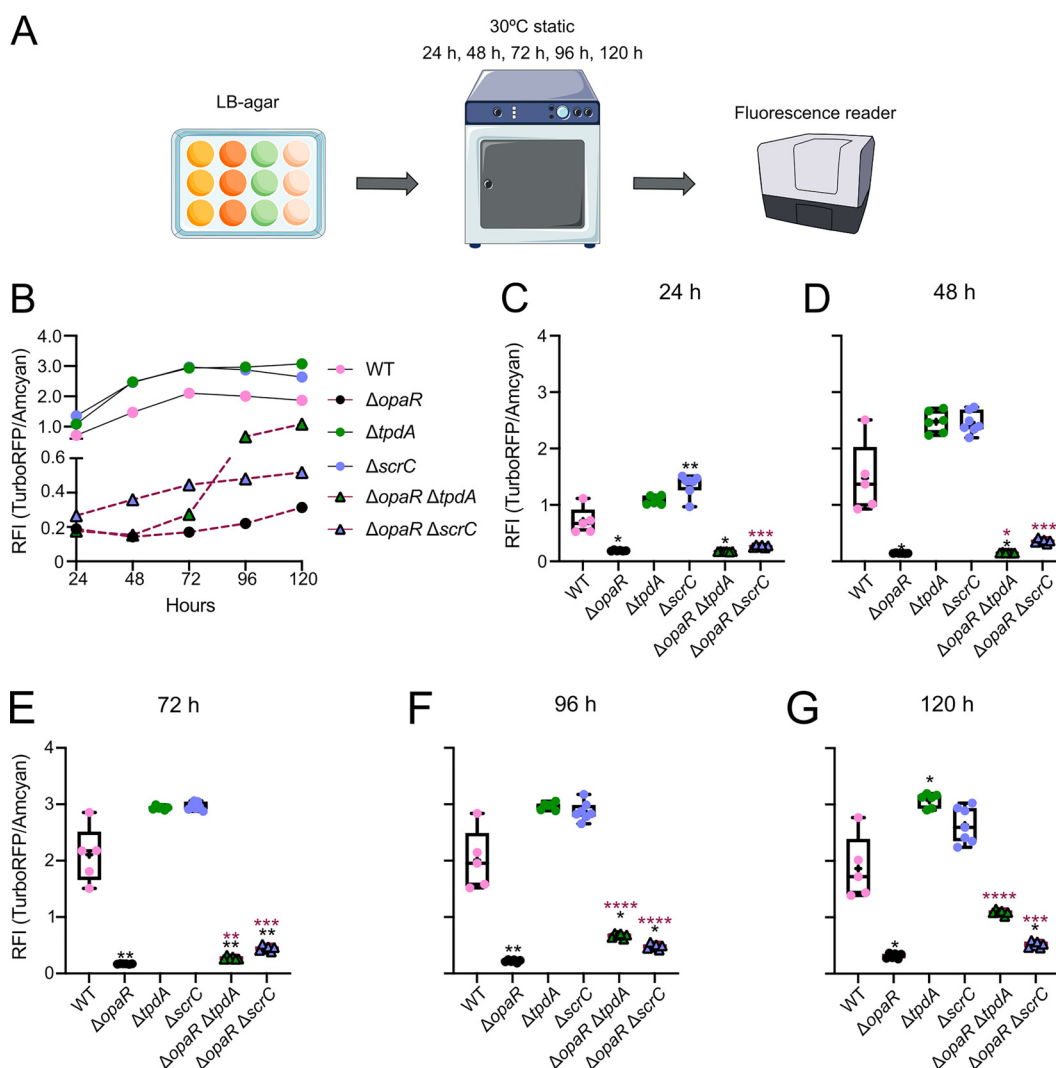 A
30ºC static
24 h, 48 h, 72 h, 96 h, 120 h
LB-agar
Fluorescence reader
B
RFI (TurboRFP/Amcyan)
4.0
3.0
2.0
1.0
0.6
0.4
0.2
0
24
48
72
96
120
Hours
WT
ΔopaR
ΔtpdA
ΔscrC
ΔopaR ΔtpdA
ΔopaR ΔscrC
C
24 h
RFI (TurboRFP/Amcyan)
4
3
2
1
0
*
**
*
***
WT
ΔopaR
ΔtpdA
ΔscrC
ΔopaR ΔtpdA
ΔopaR ΔscrC
D
48 h
*
*
*
***
WT
ΔopaR
ΔtpdA
ΔscrC
ΔopaR ΔtpdA
ΔopaR ΔscrC
E
72 h
RFI (TurboRFP/Amcyan)
4
3
2
1
0
**
**
**
***
**
WT
ΔopaR
ΔtpdA
ΔscrC
ΔopaR ΔtpdA
ΔopaR ΔscrC
F
96 h
**
****
*
****
*
WT
ΔopaR
ΔtpdA
ΔscrC
ΔopaR ΔtpdA
ΔopaR ΔscrC
G
120 h
*
*
****
***
*
WT
ΔopaR
ΔtpdA
ΔscrC
ΔopaR ΔtpdA
ΔopaR ΔscrC